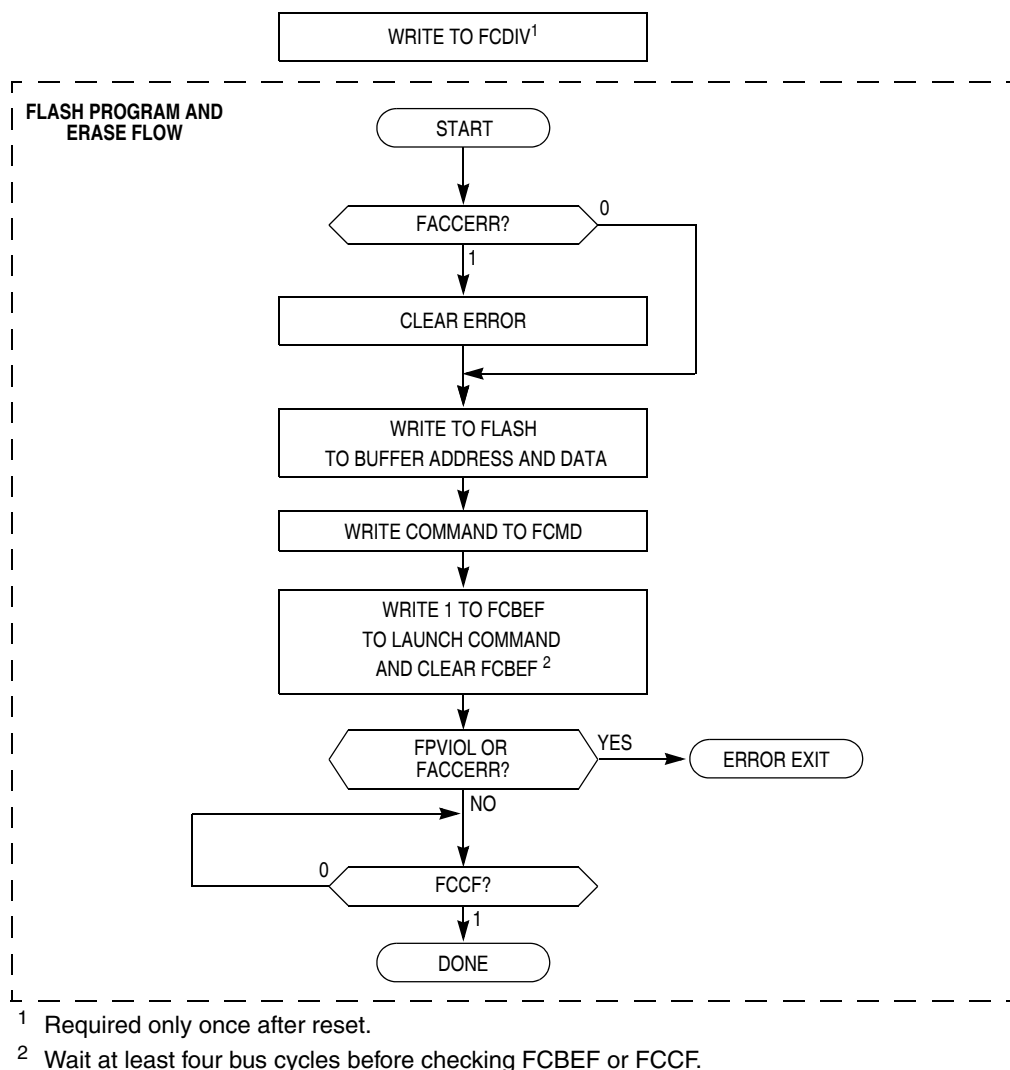 WRITE TO FCDIV1
FLASH PROGRAM AND
ERASE FLOW
START
FACCERR?
0
1
CLEAR ERROR
WRITE TO FLASH
TO BUFFER ADDRESS AND DATA
WRITE COMMAND TO FCMD
WRITE 1 TO FCBEF
TO LAUNCH COMMAND
AND CLEAR FCBEF 2
FPVIOL OR
FACCERR?
YES
ERROR EXIT
NO
0
FCCF?
1
DONE
1 Required only once after reset.
2 Wait at least four bus cycles before checking FCBEF or FCCF.